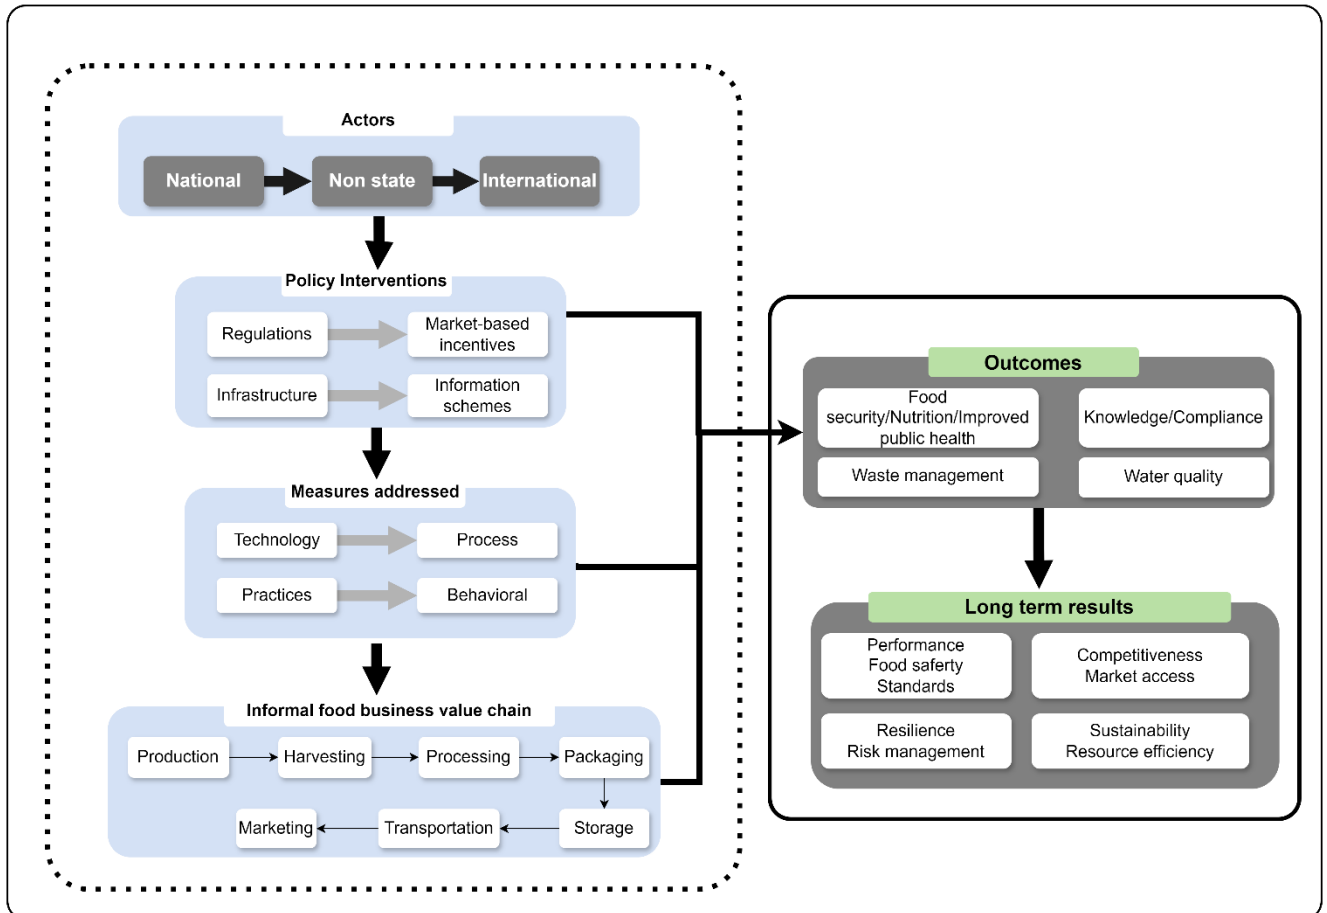 Actors
National
Non state
International
Policy Interventions
Regulations
Market-based
incentives
Infrastructure
Information
schemes
Measures addressed
Technology
Process
Practices
Behavioral
Informal food business value chain
Production
Harvesting
Processing
Packaging
Marketing
Transportation
Storage
Outcomes
Food
security/Nutrition/Improved
public health
Knowledge/Compliance
Waste management
Water quality
Long term results
Performance
Food saferty
Standards
Competitiveness
Market access
Resilience
Risk management
Sustainability
Resource efficiency